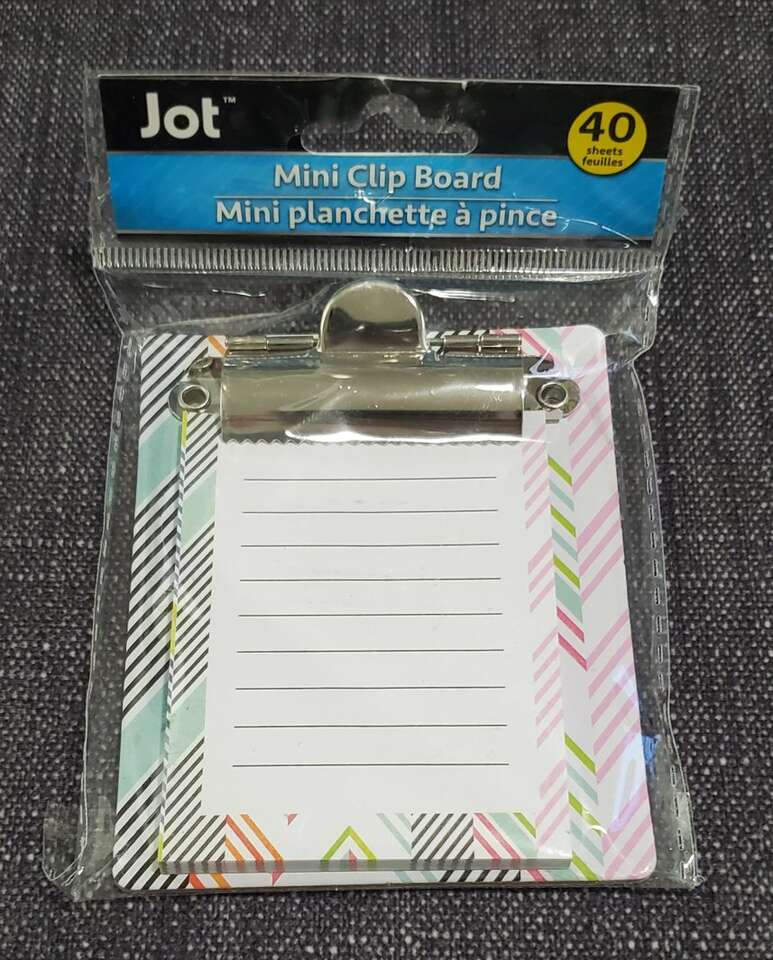 Jot™
40
sheets
feuilles
Mini Clip Board
Mini planchette à pince